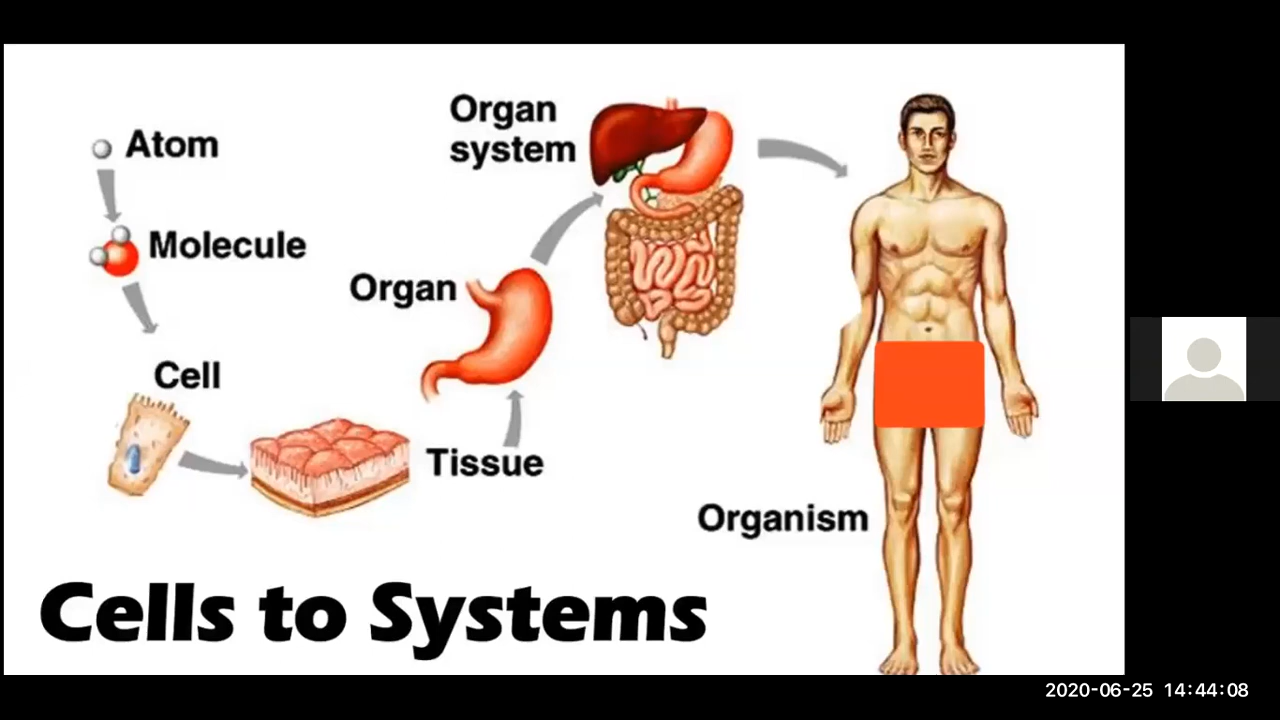 Atom
Molecule
Cell
Tissue
Organ
Organ
system
Organism
Cells to Systems
2020-06-25 14:44:08